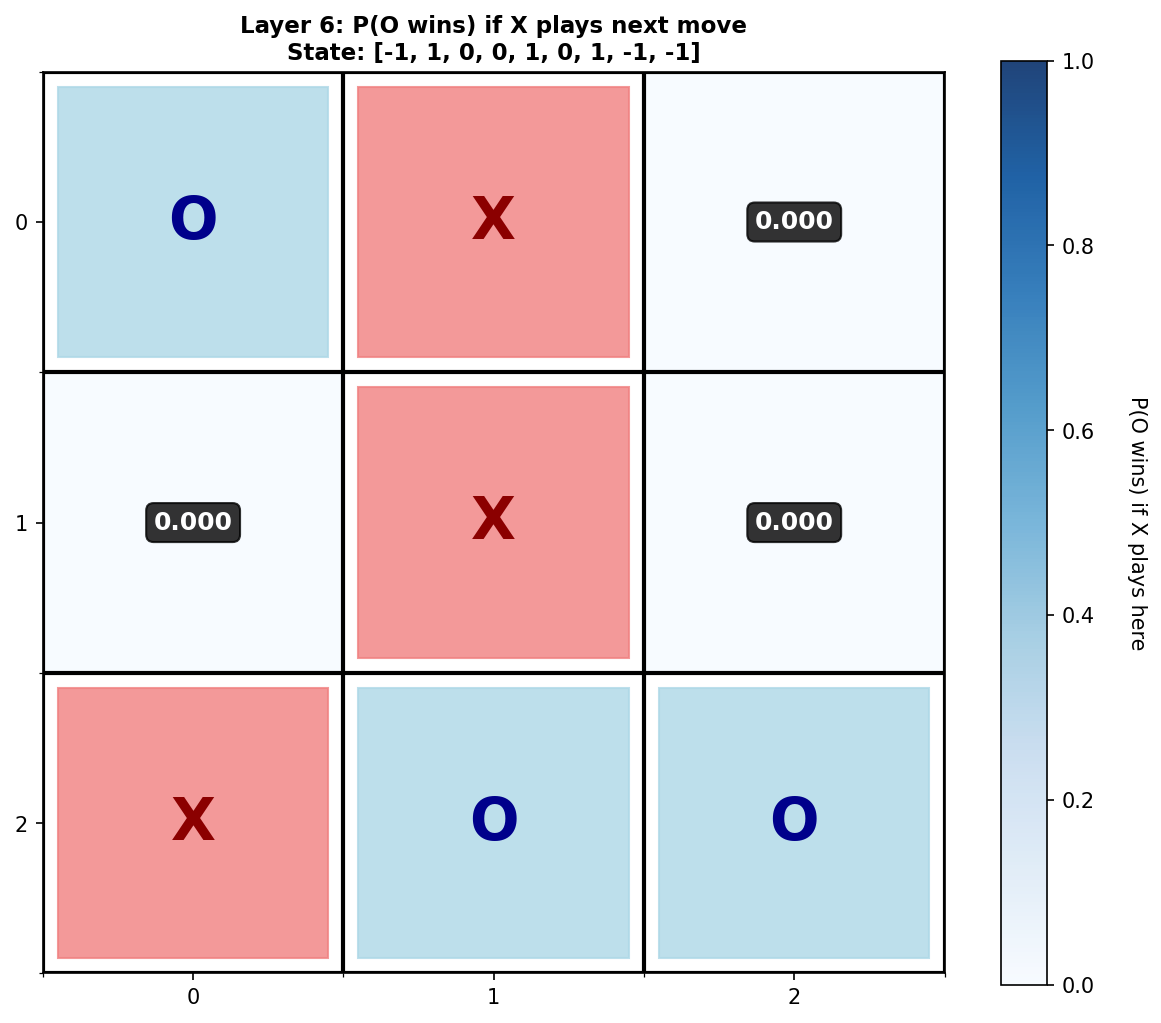 Layer 6: P(O wins) if X plays next move
State: [-1, 1, 0, 0, 1, 0, 1, -1, -1]
O
X
0.000
0.000
X
0.000
X
O
O
0
1
2
0
1
2
1.0
0.8
0.6
0.4
0.2
0.0
P(O wins) if X plays here